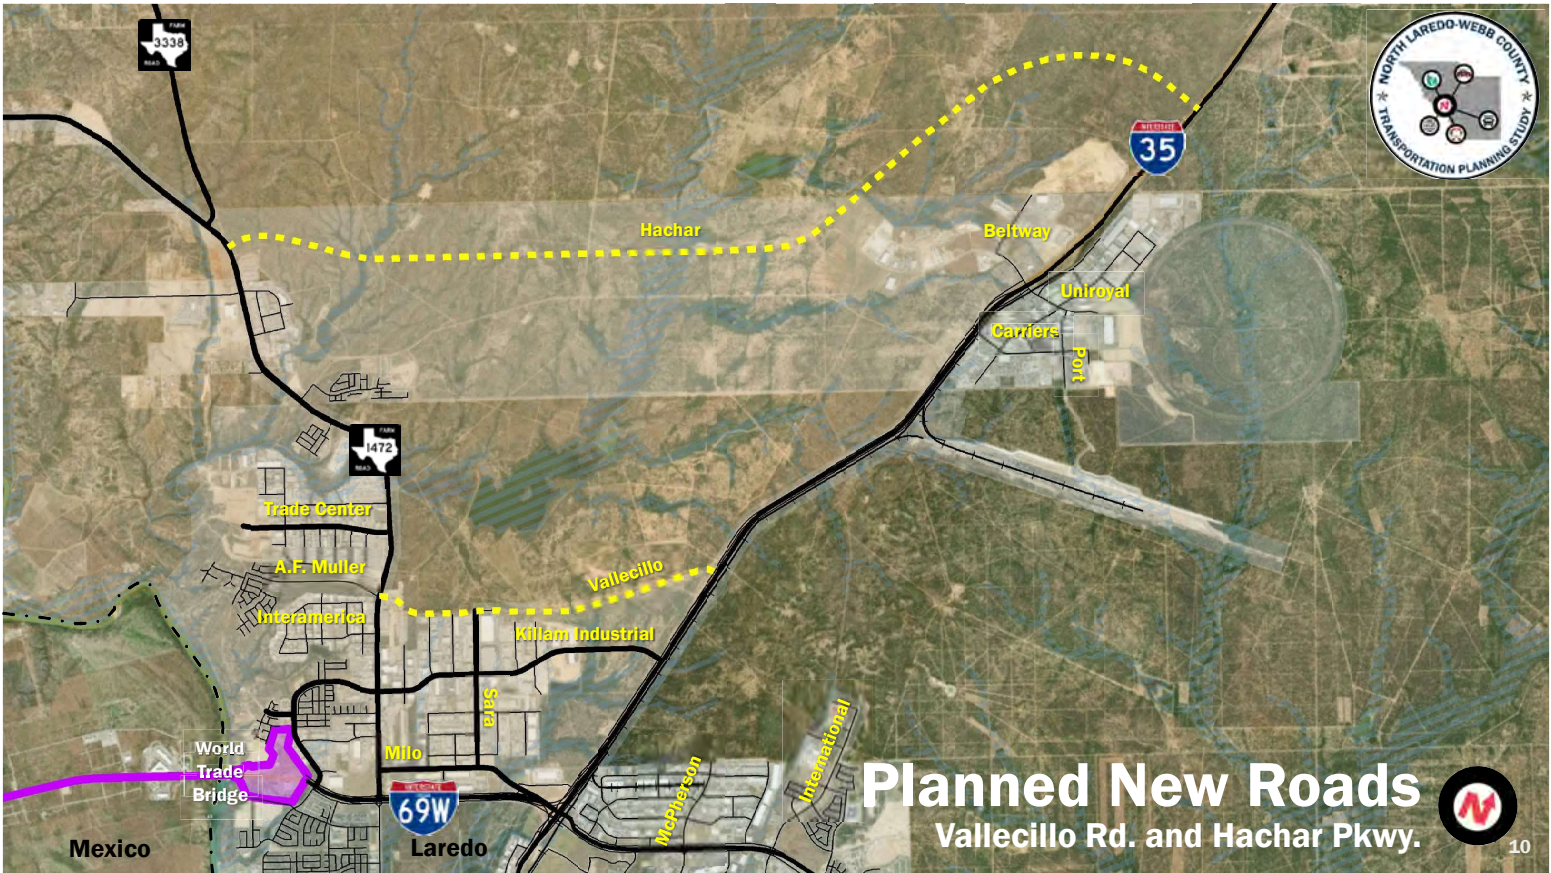 FARM
3338
ROAD
NORTH LAREDO-WEBB COUNTY
TRANSPORTATION PLANNING STUDY
N
INTERSTATE
35
Hachar
Beltway
Uniroyal
Carriers
Port
FARM
1472
ROAD
Trade Center
A.F. Muller
Interamerica
Vallecillo
Killam Industrial
Sara
Milo
World
Trade
Bridge
INTERSTATE
69W
McPherson
International
Mexico
Laredo
Planned New Roads
Vallecillo Rd. and Hachar Pkwy.
N
10